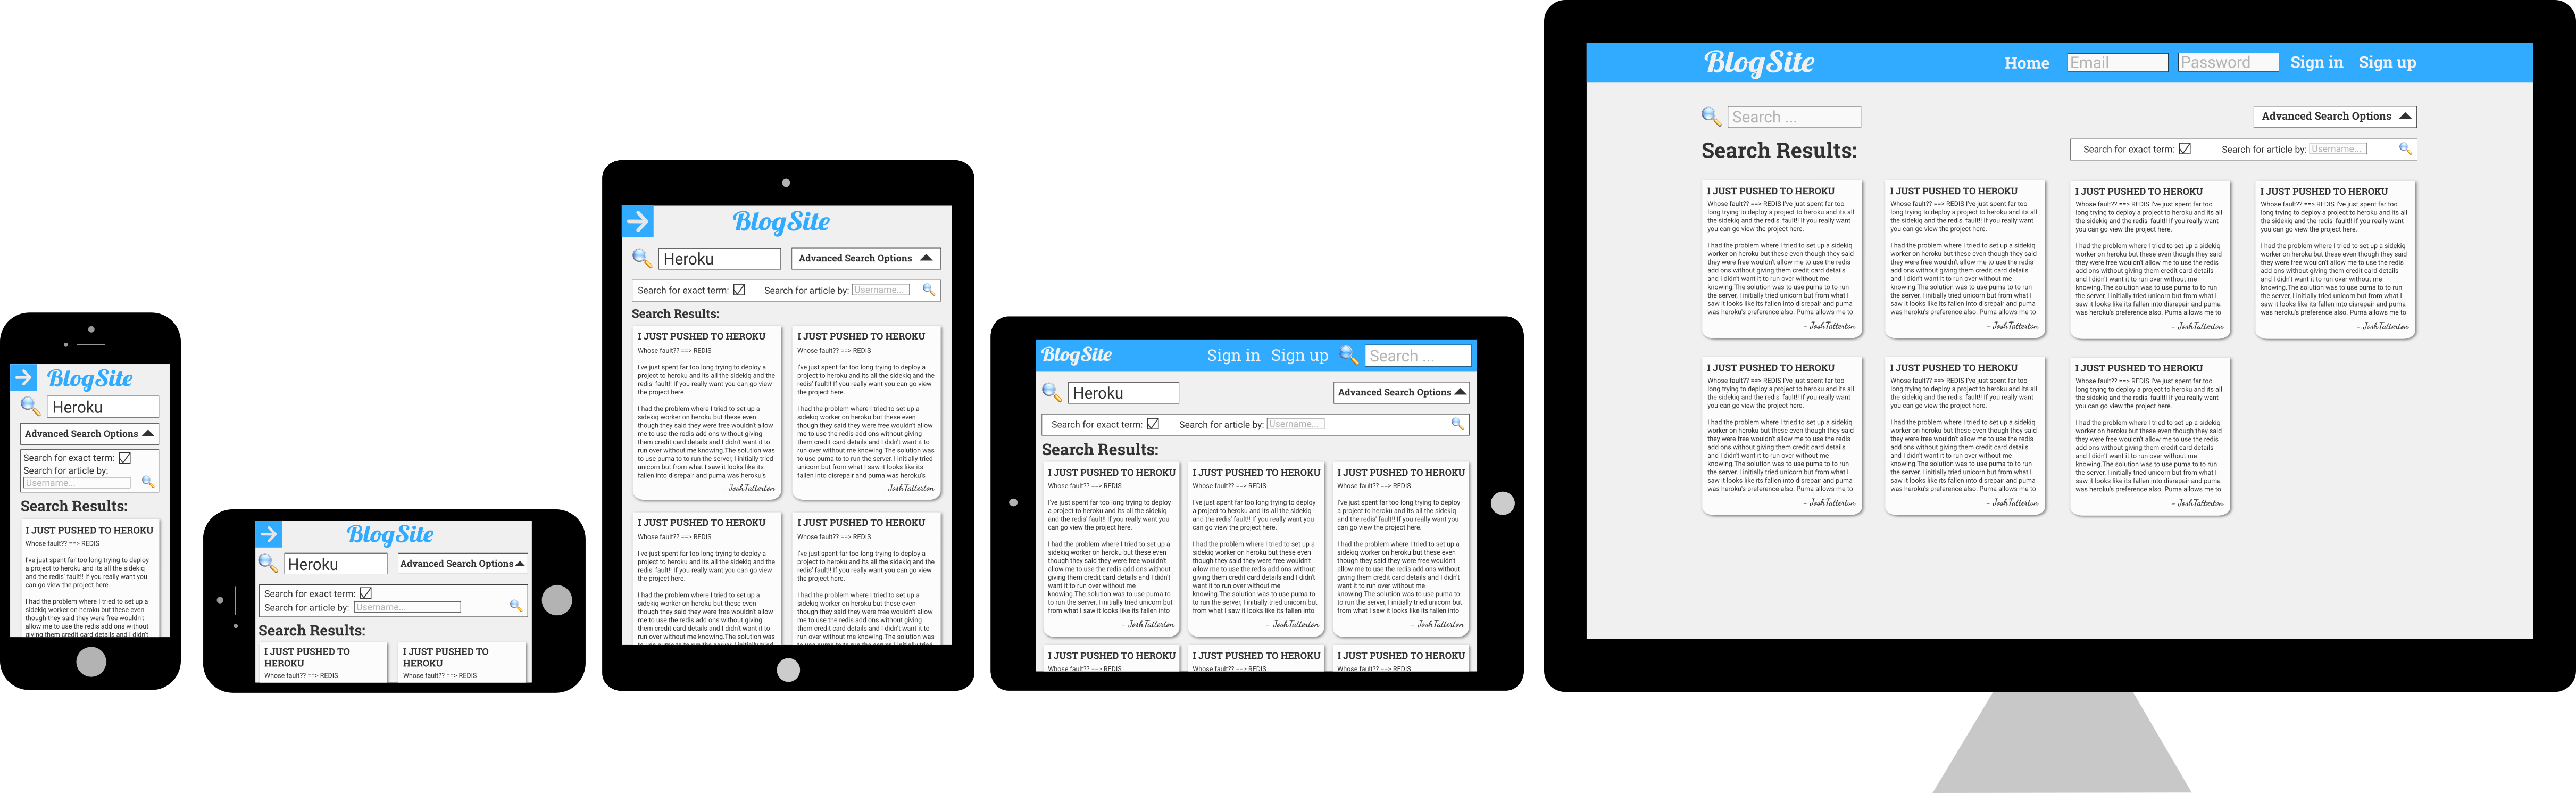 BlogSite
Heroku
Advanced Search Options
Search for exact term:
Search for article by:
Username...
Search Results:
I JUST PUSHED TO HEROKU
Whose fault?? ==> REDIS
I've just spent far too long trying to deploy
a project to heroku and its all the sidekiq
and the redis' fault!! If you really want you
can go view the project here.
I had the problem where I tried to set up a
sidekiq worker on heroku but these even
though they said they were free wouldn't
allow me to use the redis add ons without
giving them credit card details and I didn't
BlogSite
Heroku
Advanced Search Options
Search for exact term:
Search for article by:
Username...
Search Results:
I JUST PUSHED TO
HEROKU
Whose fault?? ==> REDIS
I JUST PUSHED TO
HEROKU
Whose fault?? ==> REDIS
BlogSite
Heroku
Advanced Search Options
Search for exact term:
Search for article by:
Username...
Search Results:
I JUST PUSHED TO HEROKU
Whose fault?? ==> REDIS
I've just spent far too long trying to deploy a
project to heroku and its all the sidekiq and the
redis' fault!! If you really want you can go view
the project here.
I had the problem where I tried to set up a
sidekiq worker on heroku but these even
though they said they were free wouldn't allow
me to use the redis add ons without giving
them credit card details and I didn't want it to
run over without me knowing.The solution was
to use puma to to run the server, I initially tried
unicorn but from what I saw it looks like its
fallen into disrepair and puma was heroku's
- JoshTatterton
I JUST PUSHED TO HEROKU
Whose fault?? ==> REDIS
I've just spent far too long trying to deploy a
project to heroku and its all the sidekiq and the
redis' fault!! If you really want you can go view
the project here.
I had the problem where I tried to set up a
sidekiq worker on heroku but these even
though they said they were free wouldn't allow
me to use the redis add ons without giving
them credit card details and I didn't want it to
run over without me knowing.The solution was
to use puma to to run the server, I initially tried
unicorn but from what I saw it looks like its
fallen into disrepair and puma was heroku's
- JoshTatterton
I JUST PUSHED TO HEROKU
Whose fault?? ==> REDIS
I've just spent far too long trying to deploy a
project to heroku and its all the sidekiq and the
redis' fault!! If you really want you can go view
the project here.
I had the problem where I tried to set up a
sidekiq worker on heroku but these even
though they said they were free wouldn't allow
me to use the redis add ons without giving
them credit card details and I didn't want it to
run over without me knowing.The solution was
I JUST PUSHED TO HEROKU
Whose fault?? ==> REDIS
I've just spent far too long trying to deploy a
project to heroku and its all the sidekiq and the
redis' fault!! If you really want you can go view
the project here.
I had the problem where I tried to set up a
sidekiq worker on heroku but these even
though they said they were free wouldn't allow
me to use the redis add ons without giving
them credit card details and I didn't want it to
run over without me knowing.The solution was
BlogSite Sign in Sign up Search ...
Heroku
Advanced Search Options
Search for exact term: Search for article by: Username...
Search Results:
I JUST PUSHED TO HEROKU
Whose fault?? ==> REDIS
I've just spent far too long trying to deploy
a project to heroku and its all the sidekiq
and the redis' fault!! If you really want you
can go view the project here.
I had the problem where I tried to set up a
sidekiq worker on heroku but these even
though they said they were free wouldn't
allow me to use the redis add ons without
giving them credit card details and I didn't
want it to run over without me
knowing.The solution was to use puma to
to run the server, I initially tried unicorn but
from what I saw it looks like its fallen into
- JoshTatterton
I JUST PUSHED TO HEROKU
Whose fault?? ==> REDIS
I've just spent far too long trying to deploy
a project to heroku and its all the sidekiq
and the redis' fault!! If you really want you
can go view the project here.
I had the problem where I tried to set up a
sidekiq worker on heroku but these even
though they said they were free wouldn't
allow me to use the redis add ons without
giving them credit card details and I didn't
want it to run over without me
knowing.The solution was to use puma to
to run the server, I initially tried unicorn but
from what I saw it looks like its fallen into
- JoshTatterton
I JUST PUSHED TO HEROKU
Whose fault?? ==> REDIS
I've just spent far too long trying to deploy
a project to heroku and its all the sidekiq
and the redis' fault!! If you really want you
can go view the project here.
I had the problem where I tried to set up a
sidekiq worker on heroku but these even
though they said they were free wouldn't
allow me to use the redis add ons without
giving them credit card details and I didn't
want it to run over without me
knowing.The solution was to use puma to
to run the server, I initially tried unicorn but
from what I saw it looks like its fallen into
- JoshTatterton
I JUST PUSHED TO HEROKU
Whose fault?? ==> REDIS
I JUST PUSHED TO HEROKU
Whose fault?? ==> REDIS
I JUST PUSHED TO HEROKU
Whose fault?? ==> REDIS
BlogSite Home Email Password Sign in Sign up
Search ...
Advanced Search Options
Search Results:
Search for exact term: Search for article by: Username...
I JUST PUSHED TO HEROKU
Whose fault?? ==> REDIS I've just spent far too
long trying to deploy a project to heroku and its all
the sidekiq and the redis' fault!! If you really want
you can go view the project here.
I had the problem where I tried to set up a sidekiq
worker on heroku but these even though they said
they were free wouldn't allow me to use the redis
add ons without giving them credit card details
and I didn't want it to run over without me
knowing.The solution was to use puma to to run
the server, I initially tried unicorn but from what I
saw it looks like its fallen into disrepair and puma
was heroku's preference also. Puma allows me to
- JoshTatterton
I JUST PUSHED TO HEROKU
Whose fault?? ==> REDIS I've just spent far too
long trying to deploy a project to heroku and its all
the sidekiq and the redis' fault!! If you really want
you can go view the project here.
I had the problem where I tried to set up a sidekiq
worker on heroku but these even though they said
they were free wouldn't allow me to use the redis
add ons without giving them credit card details
and I didn't want it to run over without me
knowing.The solution was to use puma to to run
the server, I initially tried unicorn but from what I
saw it looks like its fallen into disrepair and puma
was heroku's preference also. Puma allows me to
- JoshTatterton
I JUST PUSHED TO HEROKU
Whose fault?? ==> REDIS I've just spent far too
long trying to deploy a project to heroku and its all
the sidekiq and the redis' fault!! If you really want
you can go view the project here.
I had the problem where I tried to set up a sidekiq
worker on heroku but these even though they said
they were free wouldn't allow me to use the redis
add ons without giving them credit card details
and I didn't want it to run over without me
knowing.The solution was to use puma to to run
the server, I initially tried unicorn but from what I
saw it looks like its fallen into disrepair and puma
was heroku's preference also. Puma allows me to
- JoshTatterton
I JUST PUSHED TO HEROKU
Whose fault?? ==> REDIS I've just spent far too
long trying to deploy a project to heroku and its all
the sidekiq and the redis' fault!! If you really want
you can go view the project here.
I had the problem where I tried to set up a sidekiq
worker on heroku but these even though they said
they were free wouldn't allow me to use the redis
add ons without giving them credit card details
and I didn't want it to run over without me
knowing.The solution was to use puma to to run
the server, I initially tried unicorn but from what I
saw it looks like its fallen into disrepair and puma
was heroku's preference also. Puma allows me to
- JoshTatterton
I JUST PUSHED TO HEROKU
Whose fault?? ==> REDIS I've just spent far too
long trying to deploy a project to heroku and its all
the sidekiq and the redis' fault!! If you really want
you can go view the project here.
I had the problem where I tried to set up a sidekiq
worker on heroku but these even though they said
they were free wouldn't allow me to use the redis
add ons without giving them credit card details
and I didn't want it to run over without me
knowing.The solution was to use puma to to run
the server, I initially tried unicorn but from what I
saw it looks like its fallen into disrepair and puma
was heroku's preference also. Puma allows me to
- JoshTatterton
I JUST PUSHED TO HEROKU
Whose fault?? ==> REDIS I've just spent far too
long trying to deploy a project to heroku and its all
the sidekiq and the redis' fault!! If you really want
you can go view the project here.
I had the problem where I tried to set up a sidekiq
worker on heroku but these even though they said
they were free wouldn't allow me to use the redis
add ons without giving them credit card details
and I didn't want it to run over without me
knowing.The solution was to use puma to to run
the server, I initially tried unicorn but from what I
saw it looks like its fallen into disrepair and puma
was heroku's preference also. Puma allows me to
- JoshTatterton
I JUST PUSHED TO HEROKU
Whose fault?? ==> REDIS I've just spent far too
long trying to deploy a project to heroku and its all
the sidekiq and the redis' fault!! If you really want
you can go view the project here.
I had the problem where I tried to set up a sidekiq
worker on heroku but these even though they said
they were free wouldn't allow me to use the redis
add ons without giving them credit card details
and I didn't want it to run over without me
knowing.The solution was to use puma to to run
the server, I initially tried unicorn but from what I
saw it looks like its fallen into disrepair and puma
was heroku's preference also. Puma allows me to
- JoshTatterton